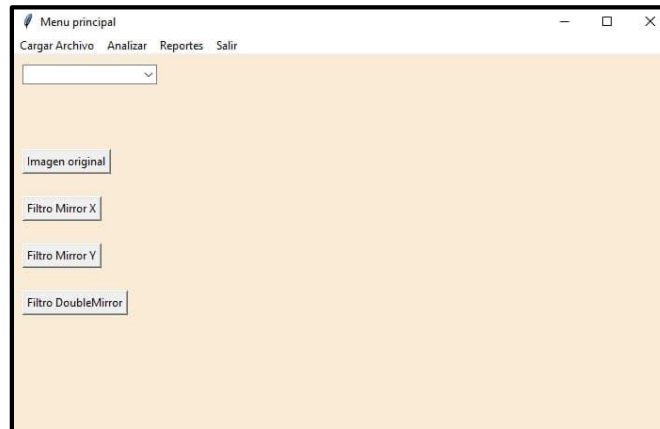 Menu principal
Cargar Archivo Analizar Reportes Salir
Imagen original
Filtro Mirror X
Filtro Mirror Y
Filtro DoubleMirror